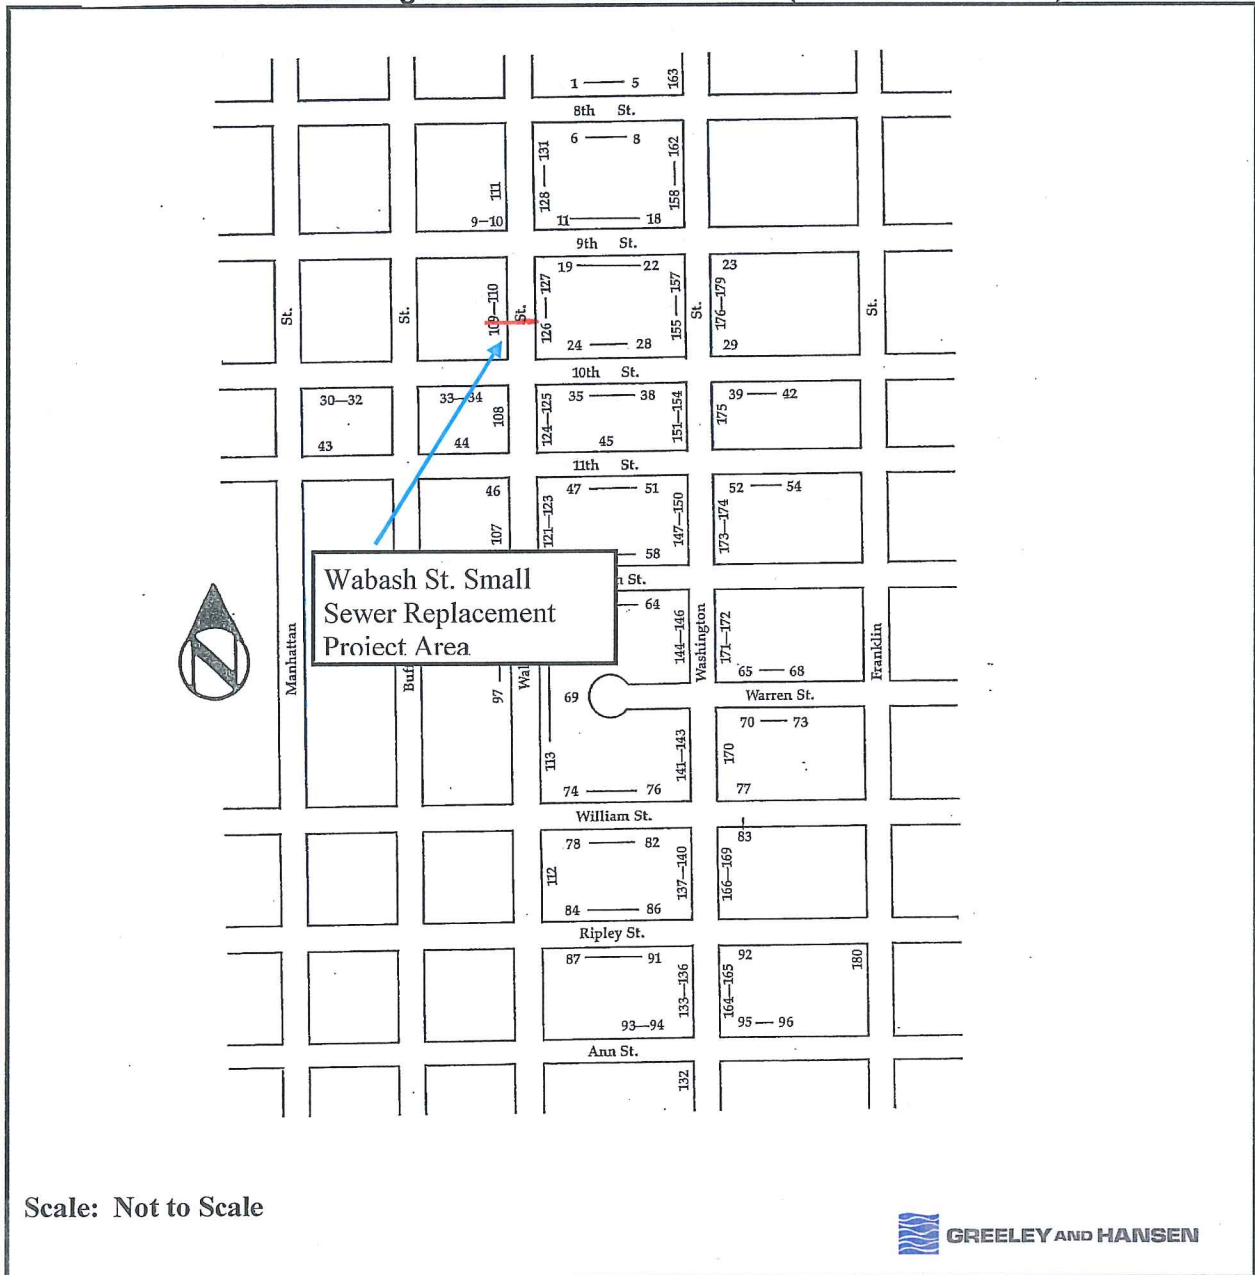 1 — 5 163
8th St.
6 — 8
128 — 131
158 — 162
111
9—10
11 — 18
9th St.
19 — 22
23
109—110
126 — 127
155 — 157
176—179
St. St. St. St. St.
24 — 28
29
10th St.
30—32
33—34
35 — 38
39 — 42
108
124—125
151—154
175
43
44
45
11th St.
46
47 — 51
52 — 54
107
121—123
147—150
173—174
— 58
St.
Wabash St. Small
Sewer Replacement
Project Area
— 64
144—146
171—172
65 — 68
Manhattan
Washington
Franklin
97
69
Warren St.
70 — 73
113
141—143
170
74 — 76
77
William St.
78 — 82
83
112
137—140
166—169
84 — 86
Ripley St.
87 — 91
92
180
133—136
164—165
93—94
95 — 96
Ann St.
132
Scale: Not to Scale
GREELEY AND HANSEN